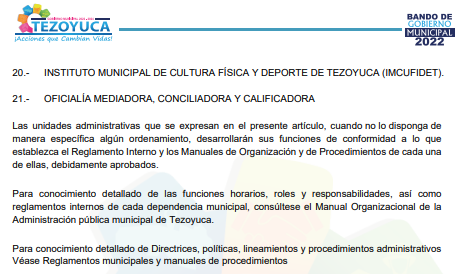 TEZOYUCA
¡Acciones que Cambian Vidas!
BANDO DE
GOBIERNO
MUNICIPAL
2022
20.- INSTITUTO MUNICIPAL DE CULTURA FÍSICA Y DEPORTE DE TEZOYUCA (IMCUFIDET).
21.- OFICIALÍA MEDIADORA, CONCILIADORA Y CALIFICADORA
Las unidades administrativas que se expresan en el presente artículo, cuando no lo disponga de
manera específica algún ordenamiento, desarrollarán sus funciones de conformidad a lo que
establezca el Reglamento Interno y los Manuales de Organización y de Procedimientos de cada una
de ellas, debidamente aprobados.
Para conocimiento detallado de las funciones horarios, roles y responsabilidades, así como
reglamentos internos de cada dependencia municipal, consúltese el Manual Organizacional de la
Administración pública municipal de Tezoyuca.
Para conocimiento detallado de Directrices, políticas, lineamientos y procedimientos administrativos
Véase Reglamentos municipales y manuales de procedimientos